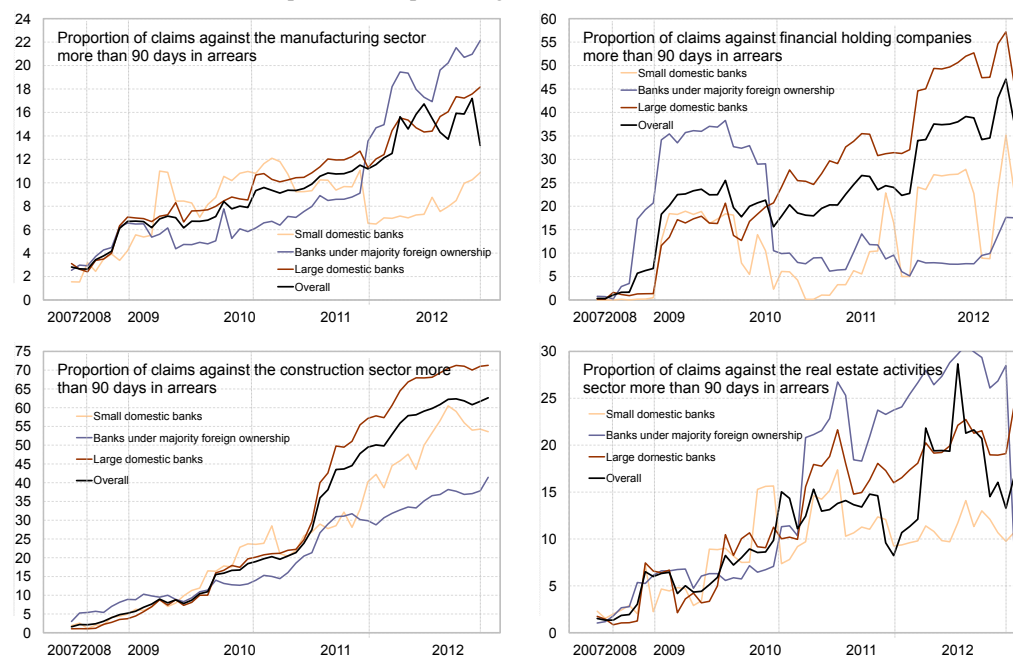 24
22
20
18
16
14
12
10
8
6
4
2
0
Proportion of claims against the manufacturing sector
more than 90 days in arrears
Small domestic banks
Banks under majority foreign ownership
Large domestic banks
Overall
2007 2008 2009 2010 2011 2012
60
55
50
45
40
35
30
25
20
15
10
5
0
Proportion of claims against financial holding companies
more than 90 days in arrears
Small domestic banks
Banks under majority foreign ownership
Large domestic banks
Overall
2007 2008 2009 2010 2011 2012
75
70
65
60
55
50
45
40
35
30
25
20
15
10
5
0
Proportion of claims against the construction sector more
than 90 days in arrears
Small domestic banks
Banks under majority foreign ownership
Large domestic banks
Overall
2007 2008 2009 2010 2011 2012
30
25
20
15
10
5
0
Proportion of claims against the real estate activities
sector more than 90 days in arrears
Small domestic banks
Banks under majority foreign ownership
Large domestic banks
Overall
2007 2008 2009 2010 2011 2012